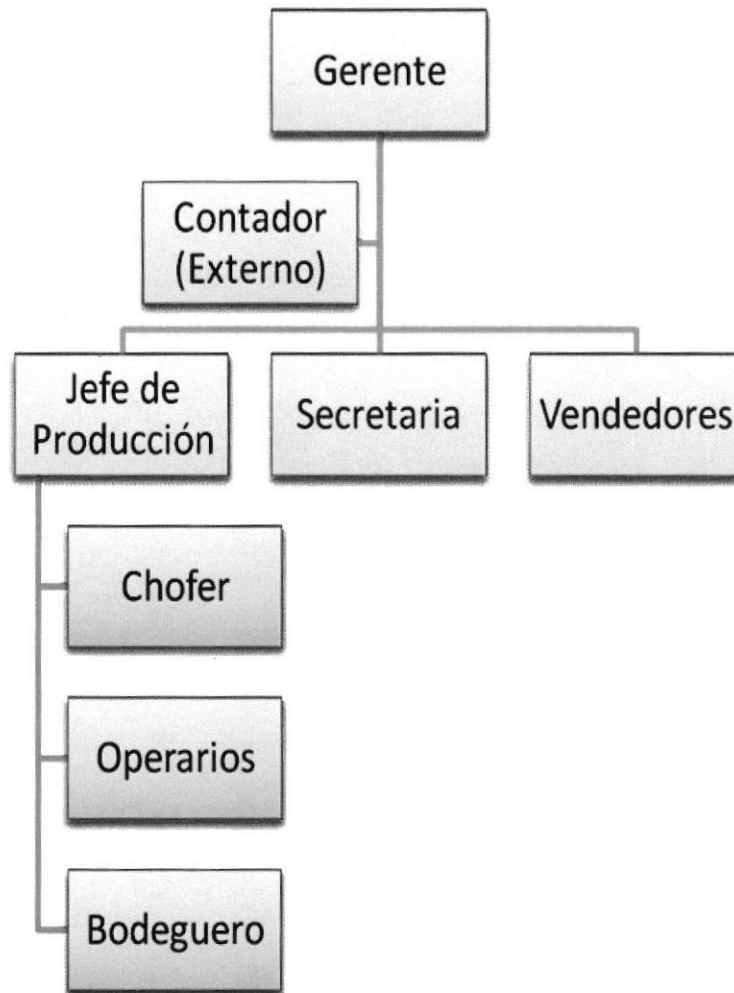 Gerente
Contador
(Externo)
Jefe de
Producción
Secretaria
Vendedores
Chofer
Operarios
Bodeguero